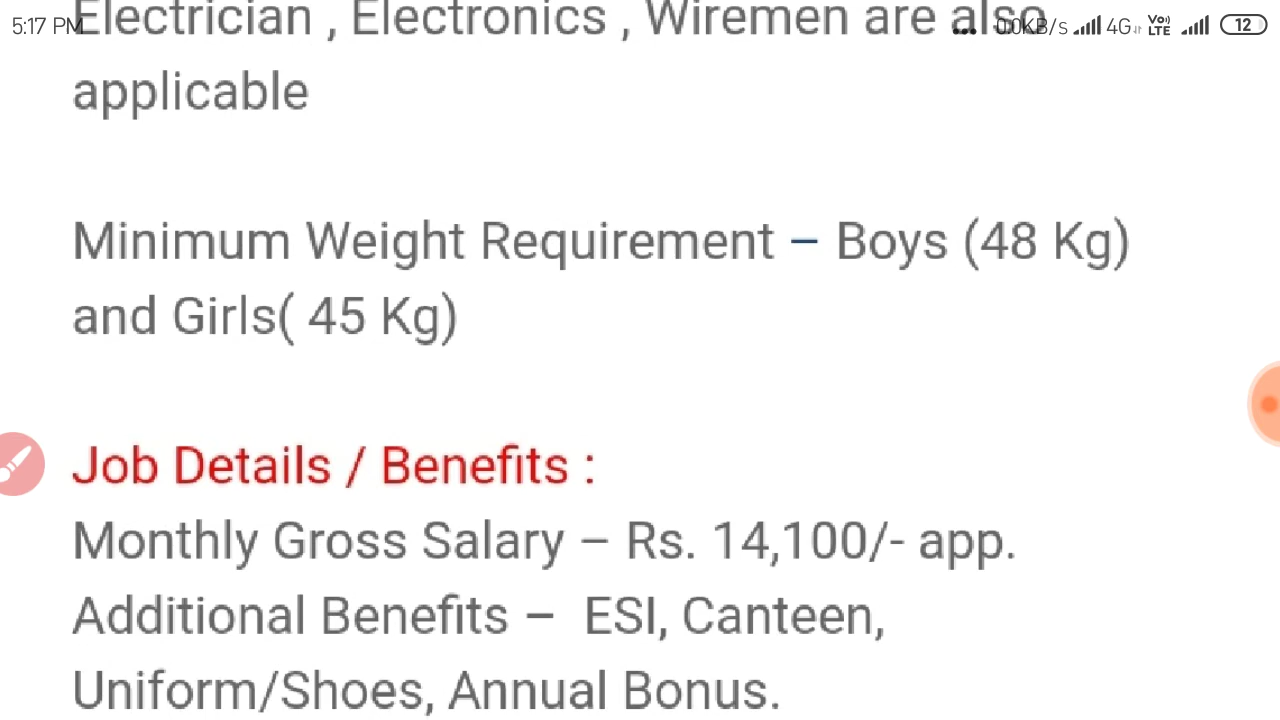 5:17 PM
... 0.0KB/s 4G Vo)) LTE 12
Electrician , Electronics , Wiremen are also
applicable
Minimum Weight Requirement – Boys (48 Kg)
and Girls( 45 Kg)
Job Details / Benefits :
Monthly Gross Salary – Rs. 14,100/- app.
Additional Benefits – ESI, Canteen,
Uniform/Shoes, Annual Bonus.